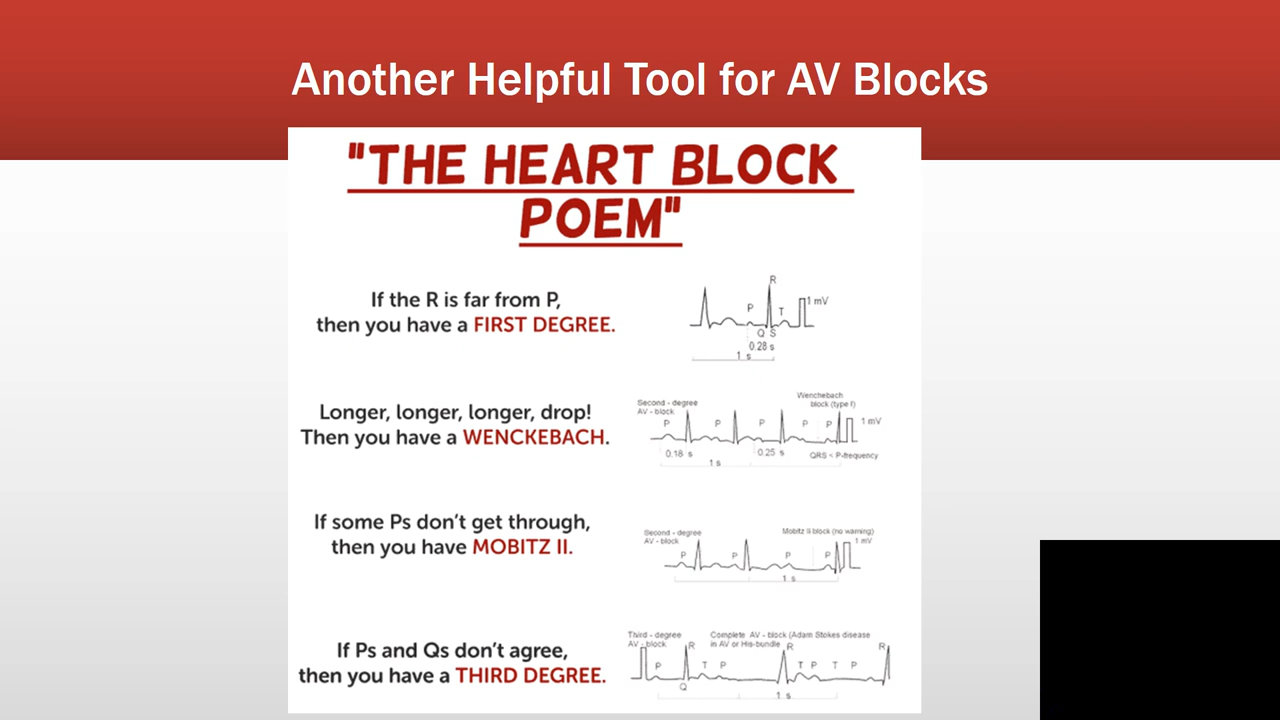 Another Helpful Tool for AV Blocks
"THE HEART BLOCK
POEM"
If the R is far from P,
then you have a FIRST DEGREE.
R
P
T
1 mV
Q S
0.28 s
1 s
Longer, longer, longer, drop!
Then you have a WENCKEBACH.
Second - degree
AV - block
Wenchebach
block (type I)
P P P P P
1 mV
0.18 s
0.25 s
QRS < P-frequency
1 s
If some Ps don't get through,
then you have MOBITZ II.
Second - degree
AV - block
Mobitz II block (no warning)
1 mV
P P P P
1 s
If Ps and Qs don't agree,
then you have a THIRD DEGREE.
Third - degree
AV - block
Complete AV - block (Adam Stokes disease
in AV or His-bundle
R R R
P T P T P T P
Q
1 s